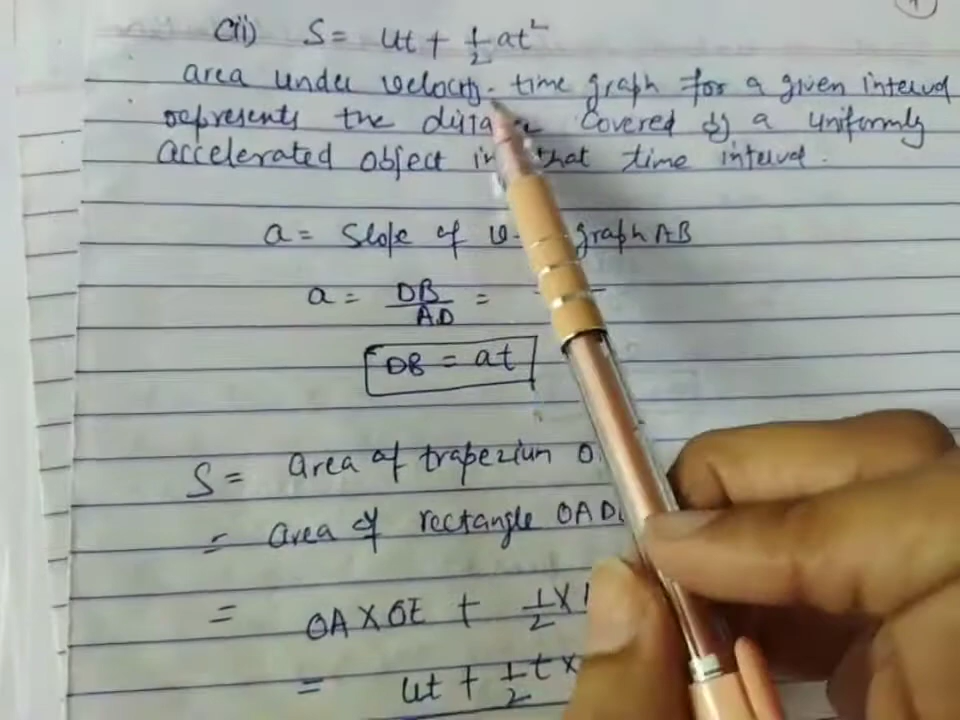 (ii) S = ut + 1/2 at²
area under velocity-time graph for a given interval
represents the covered by a uniformly
accelerated object in that time interval.
a = Slope of graph AB
a = DB/AD =
DB = at
S = area of trapezium
= area of rectangle
= OA X OE + 1/2 X
= ut + 1/2 t x